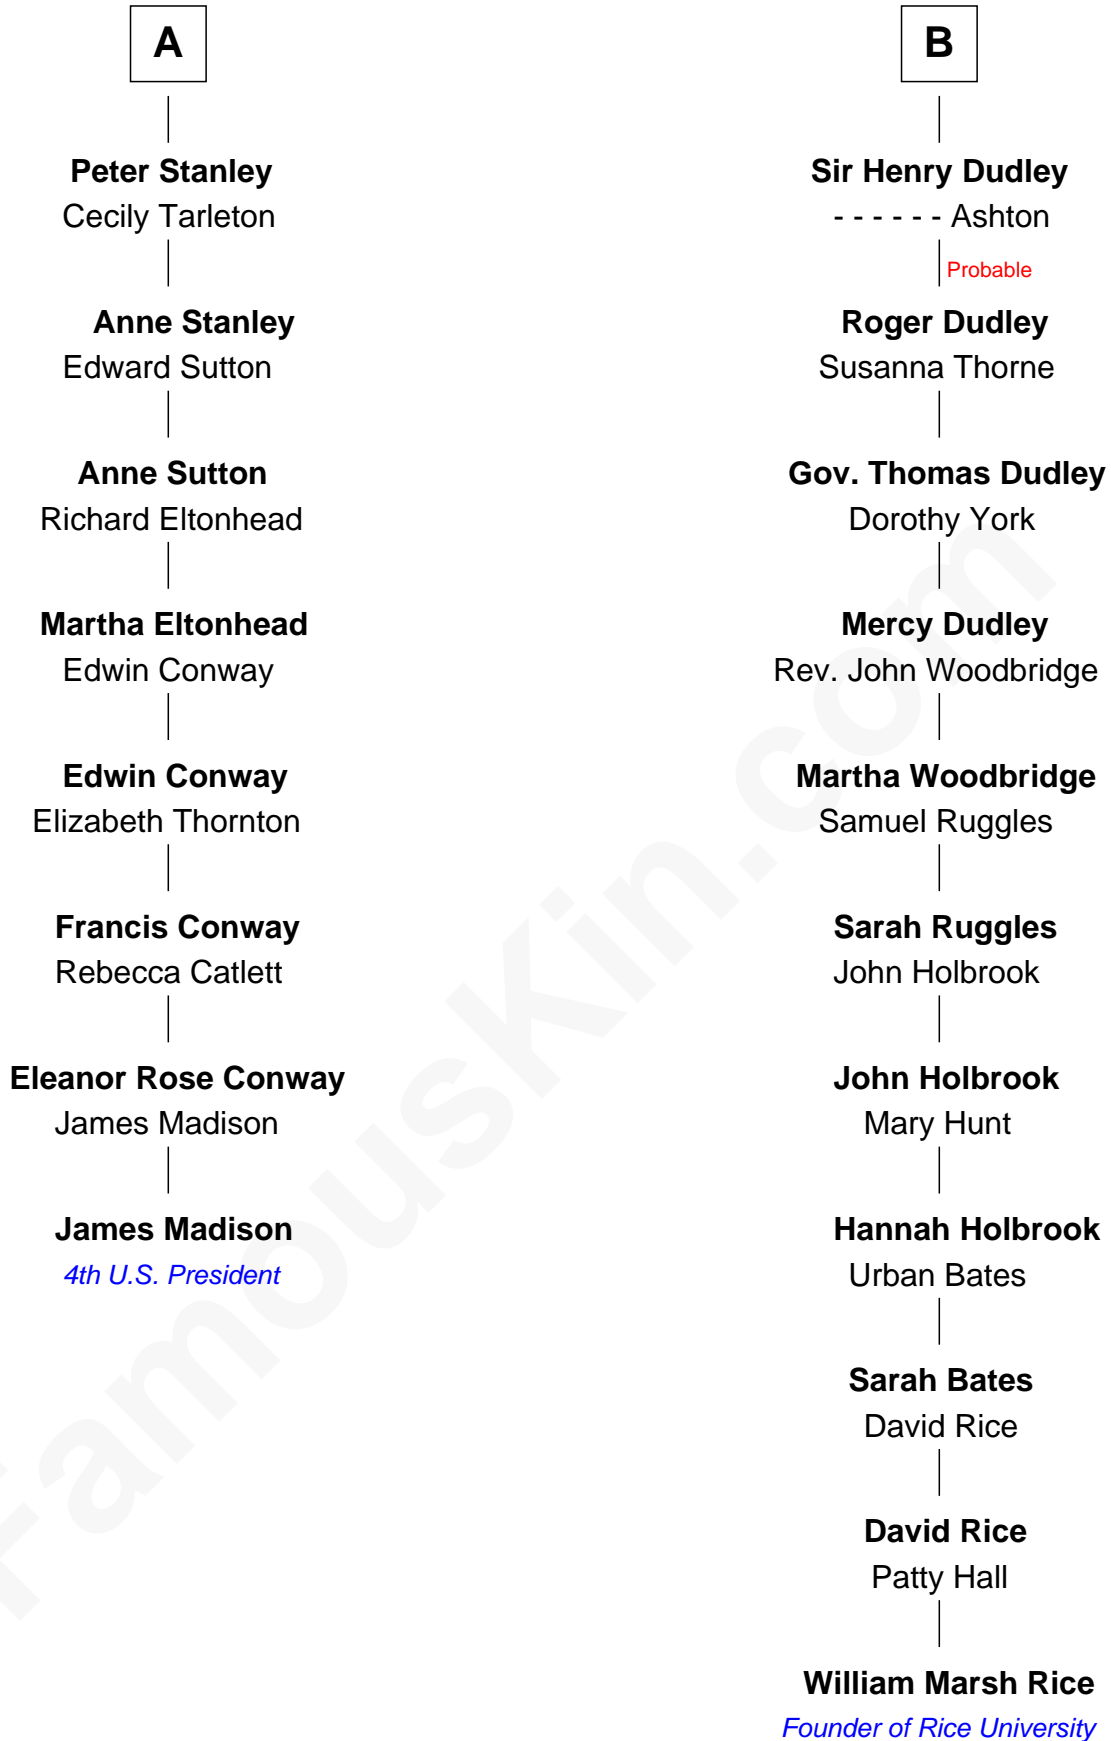 A
Peter Stanley
Cecily Tarleton
Anne Stanley
Edward Sutton
Anne Sutton
Richard Eltonhead
Martha Eltonhead
Edwin Conway
Edwin Conway
Elizabeth Thornton
Francis Conway
Rebecca Catlett
Eleanor Rose Conway
James Madison
James Madison
4th U.S. President
B
Sir Henry Dudley
- - - - - - Ashton
Probable
Roger Dudley
Susanna Thorne
Gov. Thomas Dudley
Dorothy York
Mercy Dudley
Rev. John Woodbridge
Martha Woodbridge
Samuel Ruggles
Sarah Ruggles
John Holbrook
John Holbrook
Mary Hunt
Hannah Holbrook
Urban Bates
Sarah Bates
David Rice
David Rice
Patty Hall
William Marsh Rice
Founder of Rice University
FamousKin.com